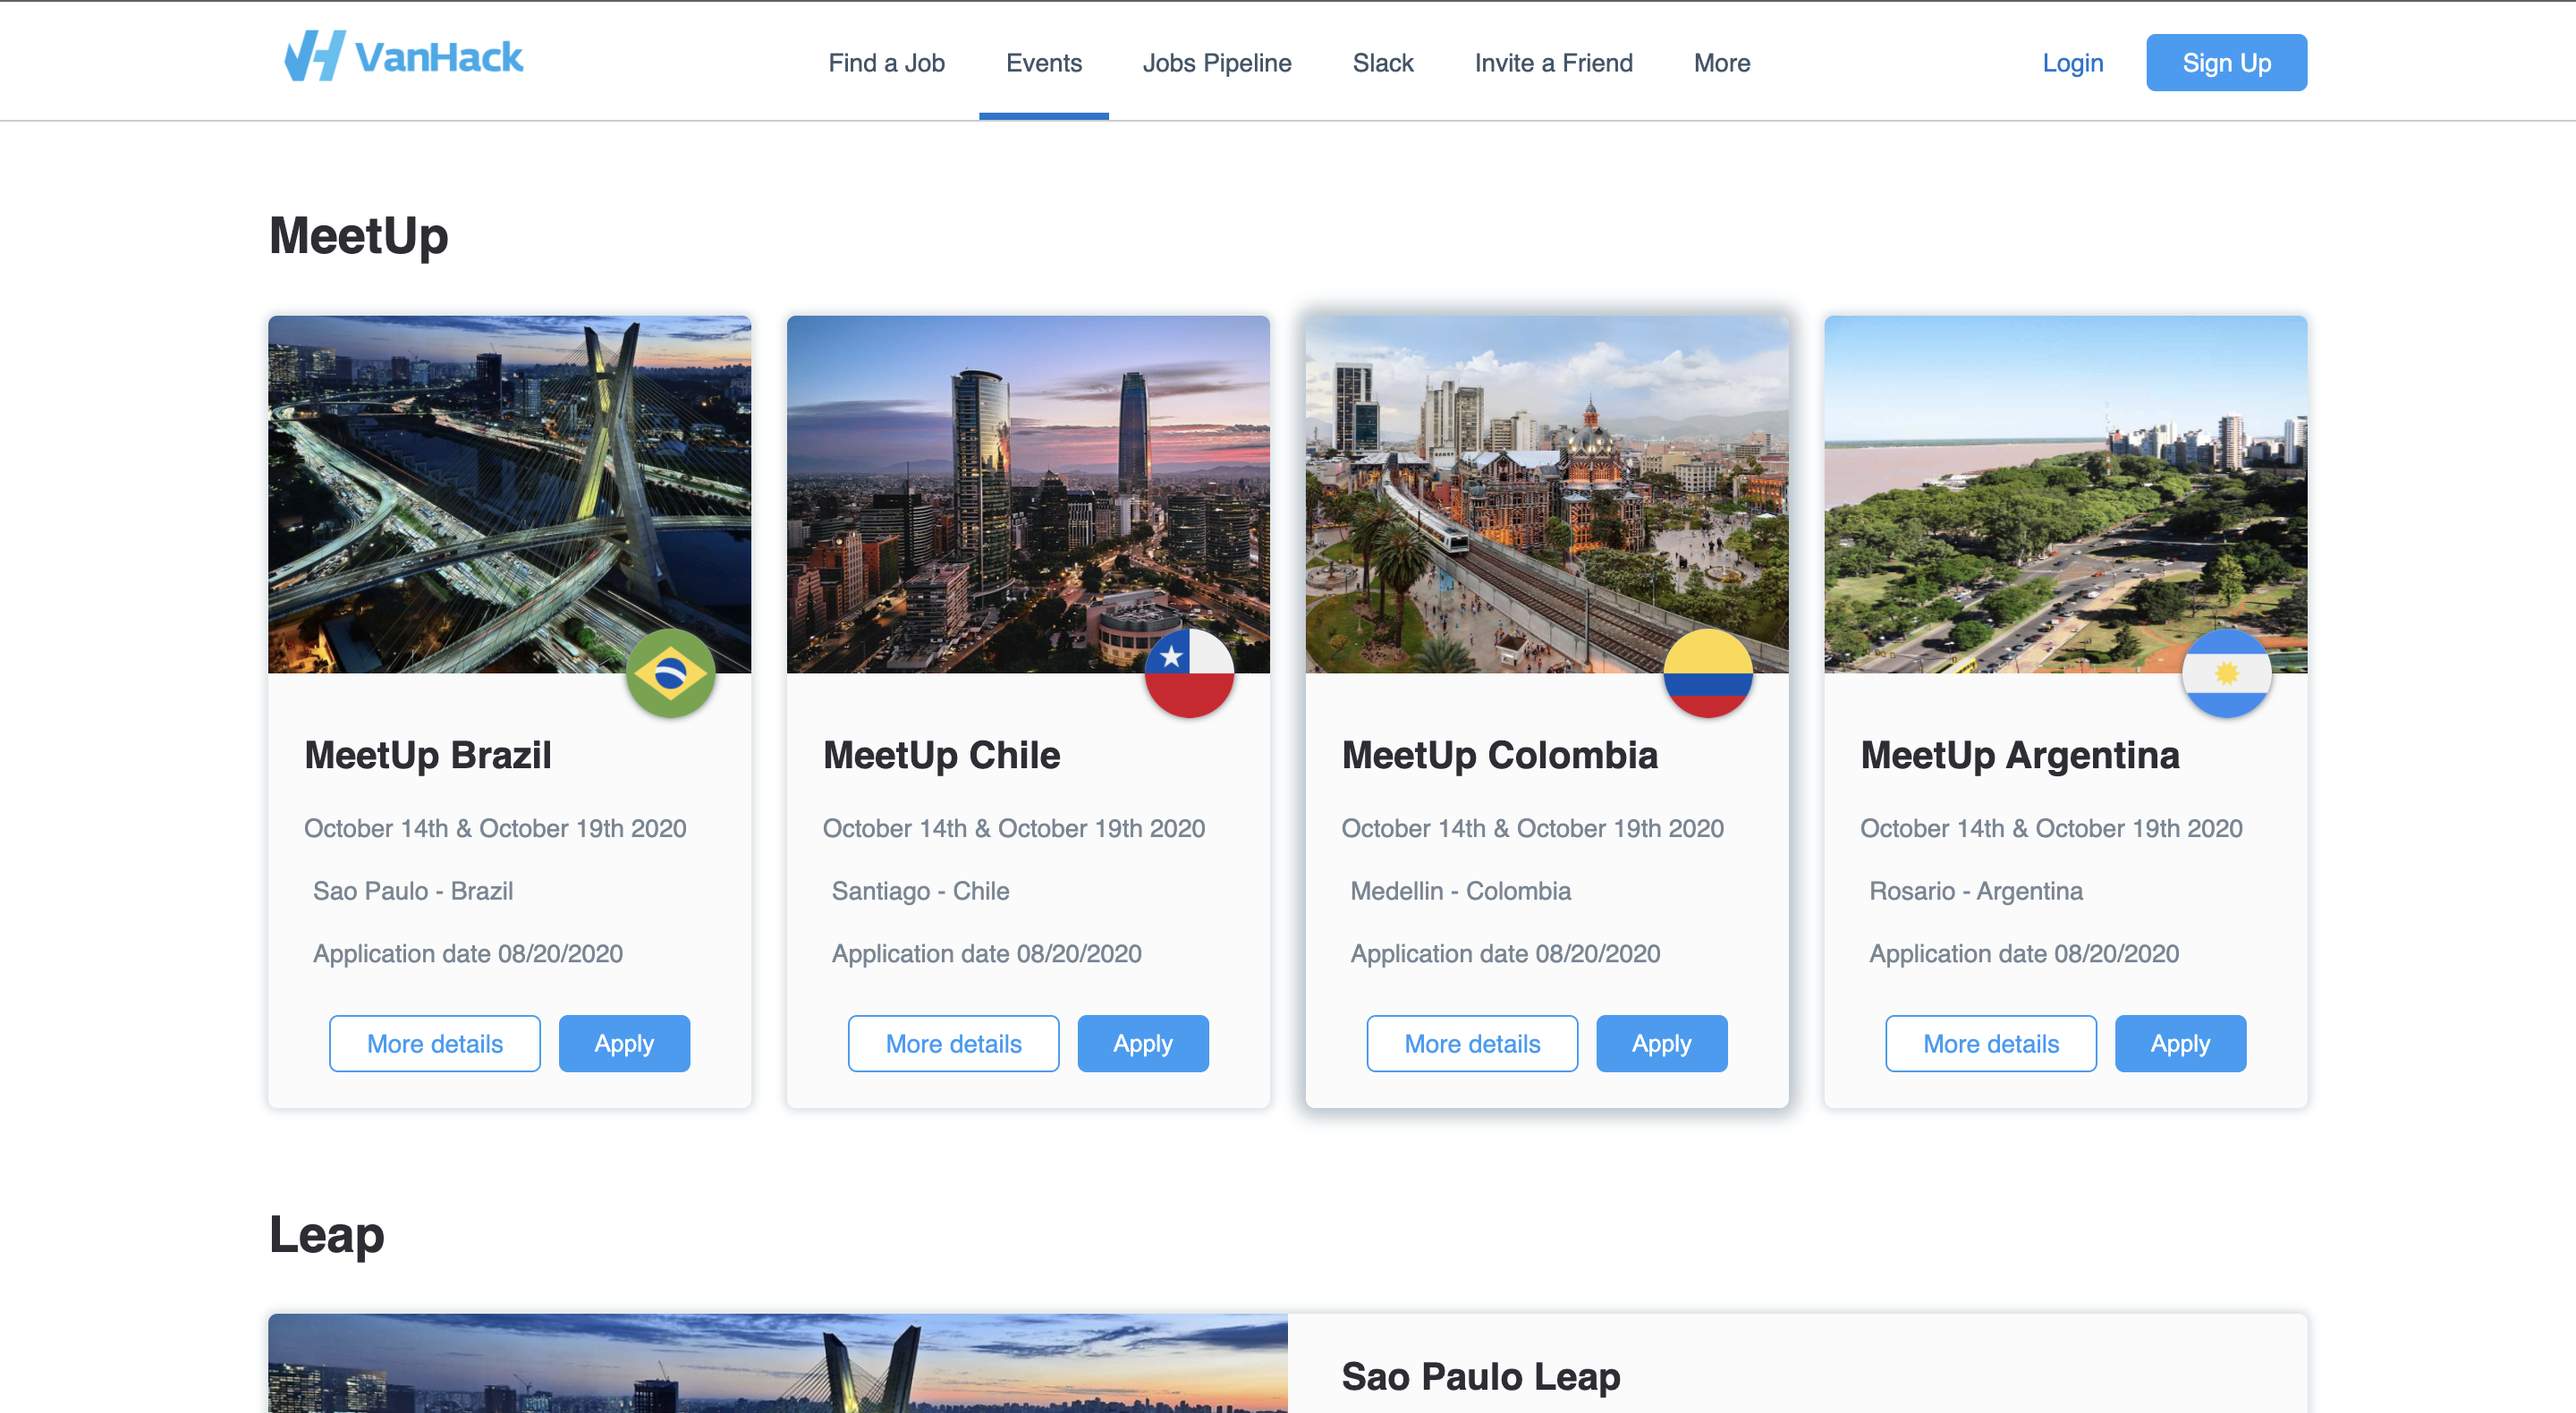 VanHack
Find a Job
Events
Jobs Pipeline
Slack
Invite a Friend
More
Login
Sign Up
MeetUp
MeetUp Brazil
October 14th & October 19th 2020
Sao Paulo - Brazil
Application date 08/20/2020
More details
Apply
MeetUp Chile
October 14th & October 19th 2020
Santiago - Chile
Application date 08/20/2020
More details
Apply
MeetUp Colombia
October 14th & October 19th 2020
Medellin - Colombia
Application date 08/20/2020
More details
Apply
MeetUp Argentina
October 14th & October 19th 2020
Rosario - Argentina
Application date 08/20/2020
More details
Apply
Leap
Sao Paulo Leap